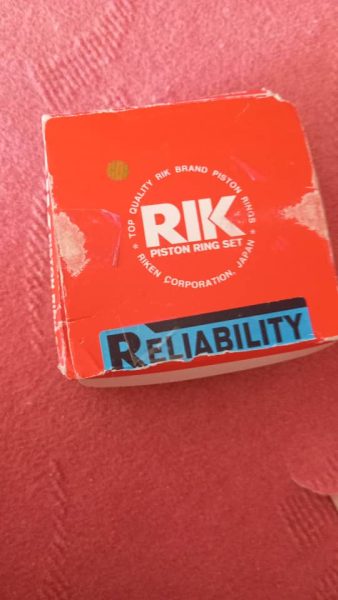 TOP QUALITY RIK BRAND PISTON RINGS
RIK
PISTON RING SET
RIKEN CORPORATION, JAPAN
RELIABILITY